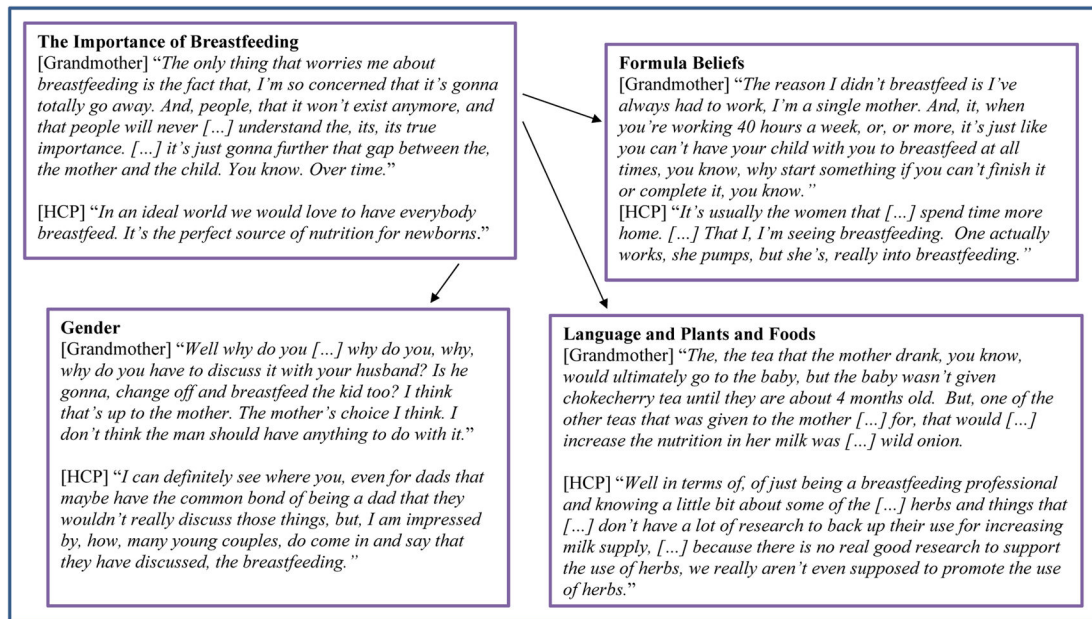 The Importance of Breastfeeding
[Grandmother] “The only thing that worries me about
breastfeeding is the fact that, I’m so concerned that it’s gonna
totally go away. And, people, that it won’t exist anymore, and
that people will never […] understand the, its, its true
importance. […] it’s just gonna further that gap between the,
the mother and the child. You know. Over time.”
[HCP] “In an ideal world we would love to have everybody
breastfeed. It’s the perfect source of nutrition for newborns.”
Formula Beliefs
[Grandmother] “The reason I didn’t breastfeed is I’ve
always had to work, I’m a single mother. And, it, when
you’re working 40 hours a week, or, or more, it’s just like
you can’t have your child with you to breastfeed at all
times, you know, why start something if you can’t finish it
or complete it, you know.”
[HCP] “It’s usually the women that […] spend time more
home. […] That I, I’m seeing breastfeeding.  One actually
works, she pumps, but she’s, really into breastfeeding.”
Gender
[Grandmother] “Well why do you […] why do you, why,
why do you have to discuss it with your husband? Is he
gonna, change off and breastfeed the kid too? I think
that’s up to the mother. The mother’s choice I think. I
don’t think the man should have anything to do with it.”
[HCP] “I can definitely see where you, even for dads that
maybe have the common bond of being a dad that they
wouldn’t really discuss those things, but, I am impressed
by, how, many young couples, do come in and say that
they have discussed, the breastfeeding.”
Language and Plants and Foods
[Grandmother] “The, the tea that the mother drank, you know,
would ultimately go to the baby, but the baby wasn’t given
chokecherry tea until they are about 4 months old.  But, one of the
other teas that was given to the mother […] for, that would […]
increase the nutrition in her milk was […] wild onion.
[HCP] “Well in terms of, of just being a breastfeeding professional
and knowing a little bit about some of the […] herbs and things that
[…] don’t have a lot of research to back up their use for increasing
milk supply, […] because there is no real good research to support
the use of herbs, we really aren’t even supposed to promote the use
of herbs.”